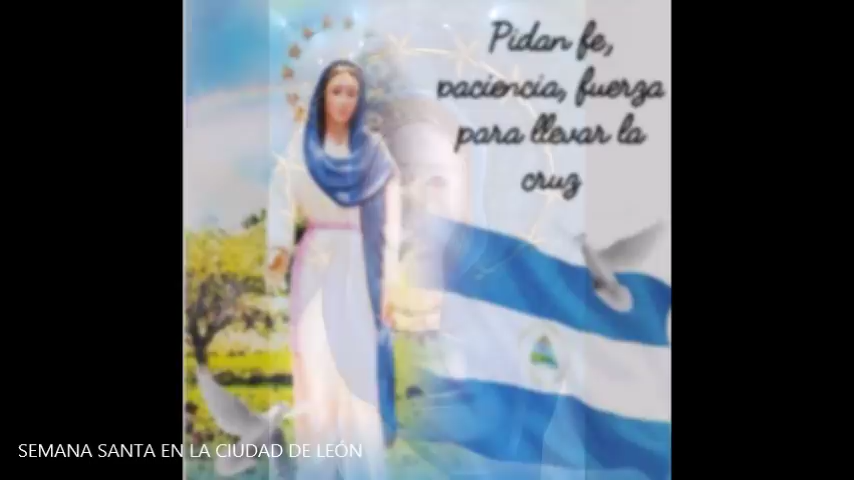 Pidan fe,
paciencia, fuerza
para llevar la
cruz
SEMANA SANTA EN LA CIUDAD DE LEÓN